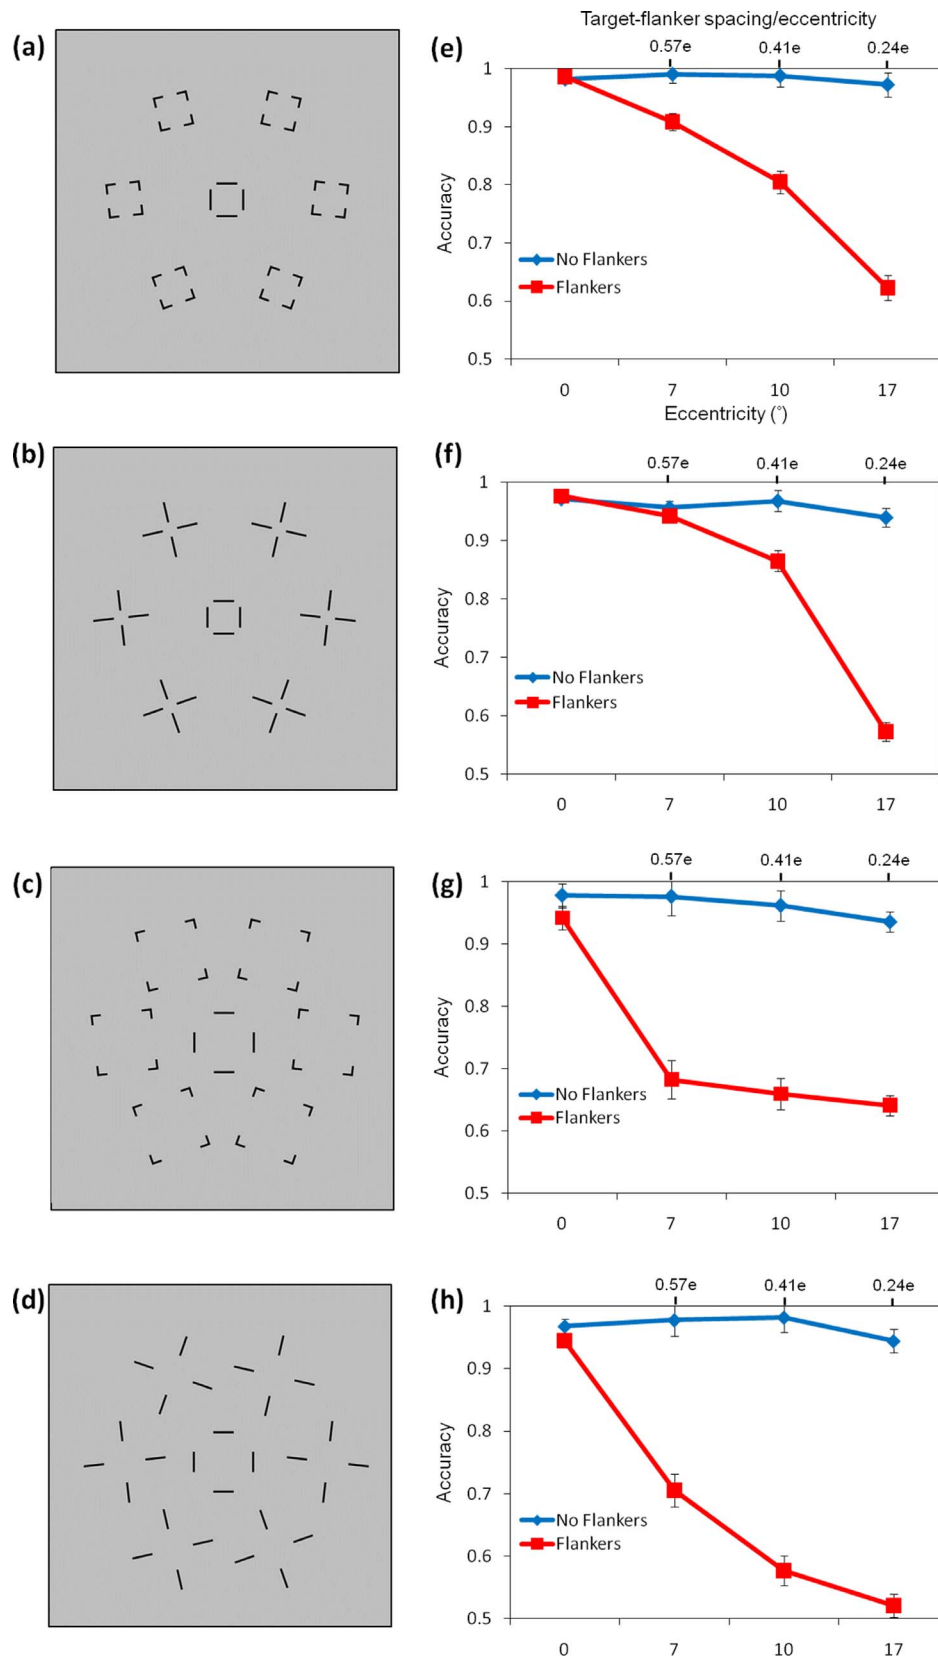 (a)
(e)
Target-flanker spacing/eccentricity
0.57e 0.41e 0.24e
1
0.9
0.8
0.7
0.6
0.5
Accuracy
No Flankers
Flankers
0 7 10 17
Eccentricity (°)
(b)
(f)
0.57e 0.41e 0.24e
1
0.9
0.8
0.7
0.6
0.5
Accuracy
No Flankers
Flankers
0 7 10 17
(c)
(g)
0.57e 0.41e 0.24e
1
0.9
0.8
0.7
0.6
0.5
Accuracy
No Flankers
Flankers
0 7 10 17
(d)
(h)
0.57e 0.41e 0.24e
1
0.9
0.8
0.7
0.6
0.5
Accuracy
No Flankers
Flankers
0 7 10 17